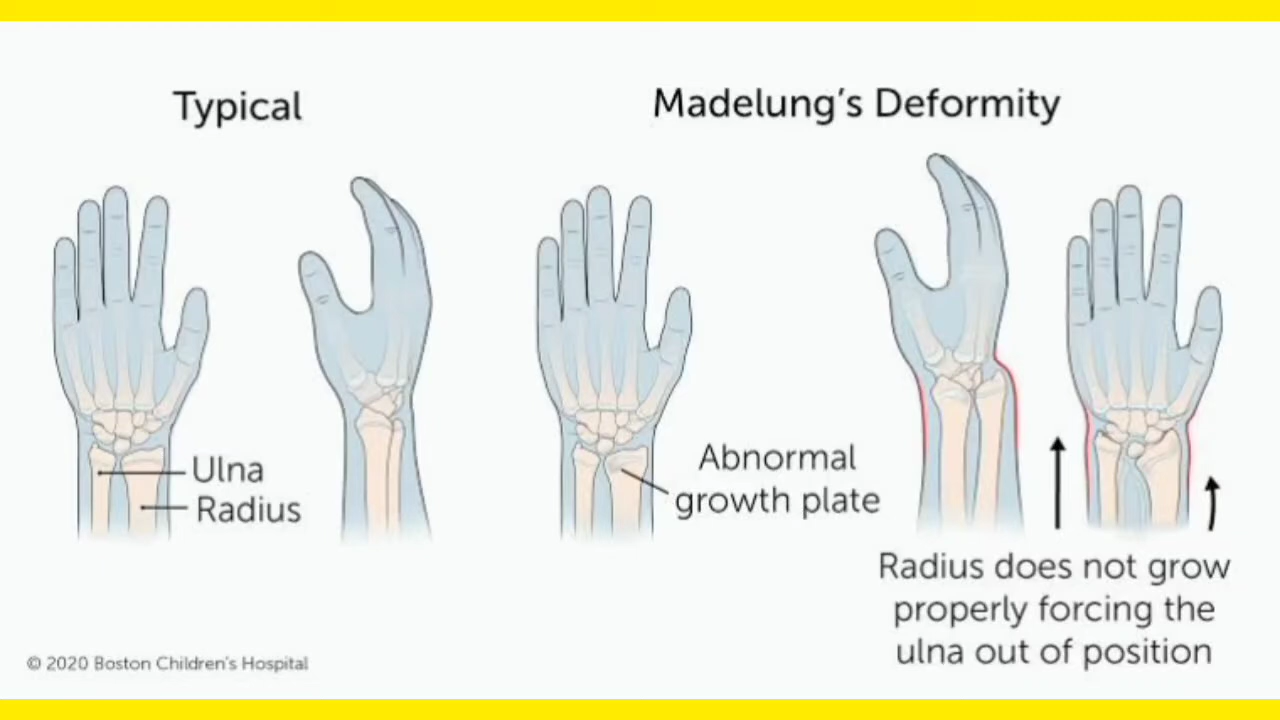 Typical
Madelung's Deformity
Ulna
Radius
Abnormal
growth plate
Radius does not grow
properly forcing the
ulna out of position
© 2020 Boston Children's Hospital